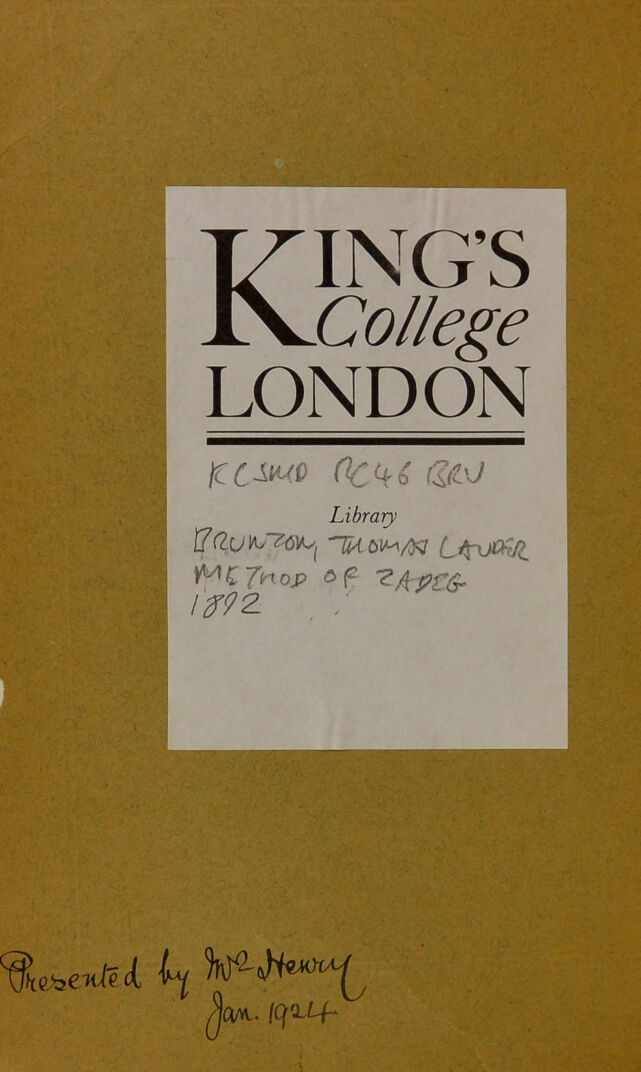 KING'S
College
LONDON
KCSMD RC46 BRU
Library
BRUNTON, THOMAS LAUDER
METHOD OF ZADIG
1892
Presented by Mr Henry
Jan. 1924